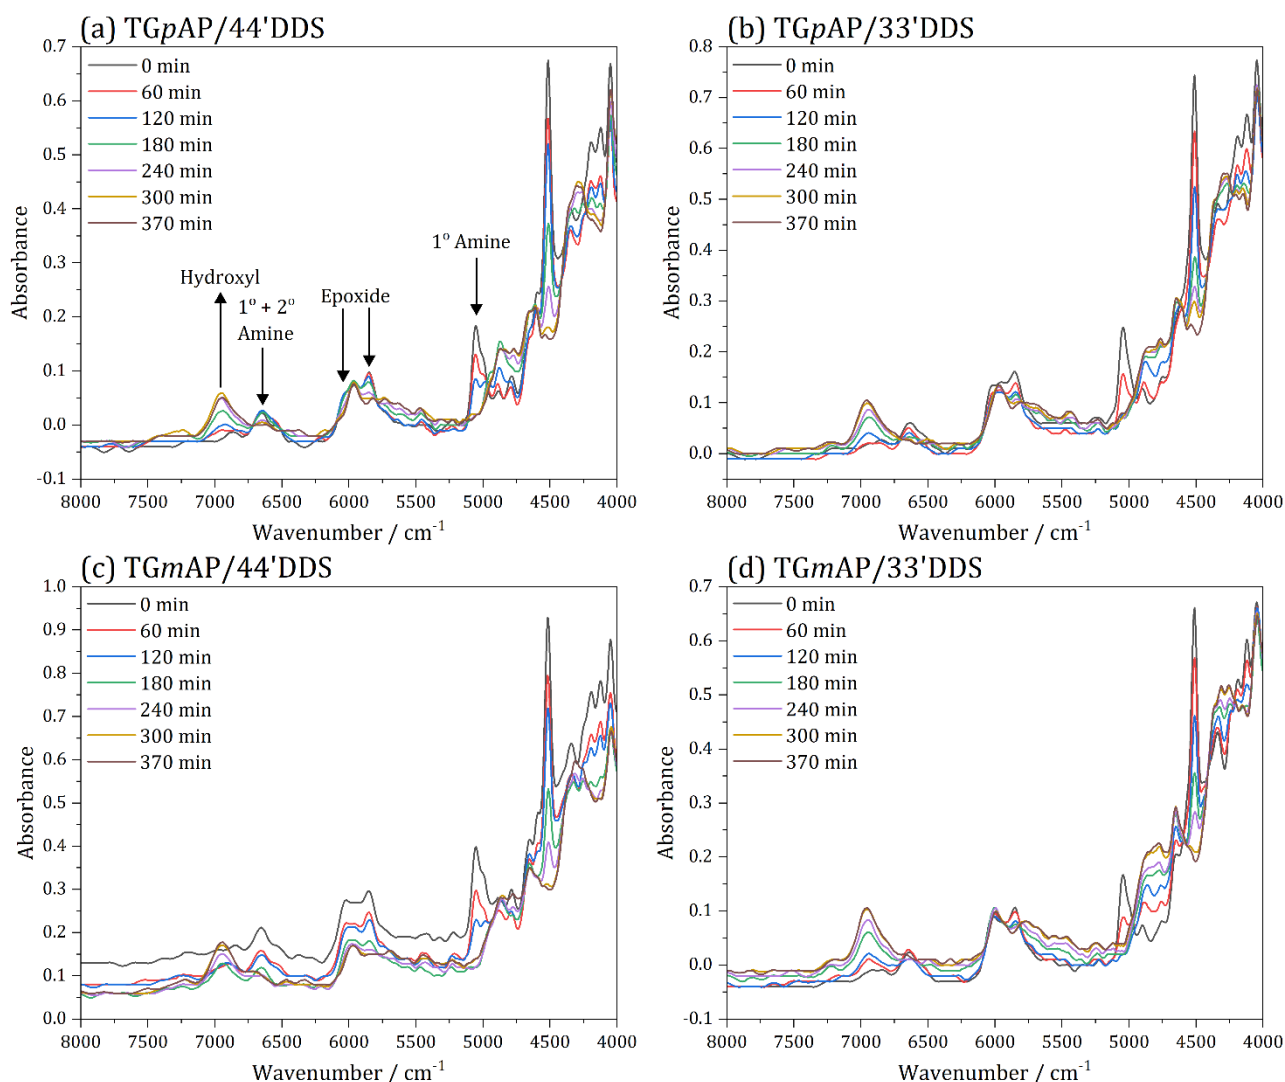 (a) TGpAP/44'DDS
0.7
0.6
0.5
0.4
0.3
0.2
0.1
0.0
-0.1
Absorbance
0 min
60 min
120 min
180 min
240 min
300 min
370 min
Hydroxyl
1° + 2°
Amine
Epoxide
1° Amine
8000 7500 7000 6500 6000 5500 5000 4500 4000
Wavenumber / cm⁻¹
(b) TGpAP/33'DDS
0.8
0.7
0.6
0.5
0.4
0.3
0.2
0.1
0.0
Absorbance
0 min
60 min
120 min
180 min
240 min
300 min
370 min
8000 7500 7000 6500 6000 5500 5000 4500 4000
Wavenumber / cm⁻¹
(c) TGmAP/44'DDS
1.0
0.9
0.8
0.7
0.6
0.5
0.4
0.3
0.2
0.1
0.0
Absorbance
0 min
60 min
120 min
180 min
240 min
300 min
370 min
8000 7500 7000 6500 6000 5500 5000 4500 4000
Wavenumber / cm⁻¹
(d) TGmAP/33'DDS
0.7
0.6
0.5
0.4
0.3
0.2
0.1
0.0
-0.1
Absorbance
0 min
60 min
120 min
180 min
240 min
300 min
370 min
8000 7500 7000 6500 6000 5500 5000 4500 4000
Wavenumber / cm⁻¹